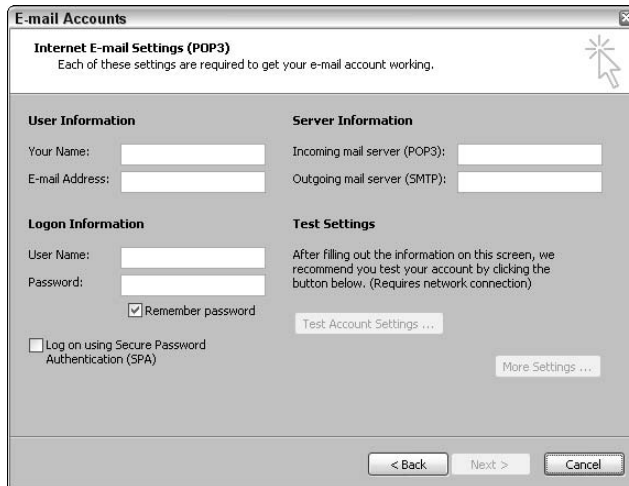 E-mail Accounts
Internet E-mail Settings (POP3)
Each of these settings are required to get your e-mail account working.
User Information
Your Name:
E-mail Address:
Server Information
Incoming mail server (POP3):
Outgoing mail server (SMTP):
Logon Information
User Name:
Password:
Remember password
Log on using Secure Password
Authentication (SPA)
Test Settings
After filling out the information on this screen, we
recommend you test your account by clicking the
button below. (Requires network connection)
Test Account Settings ...
More Settings ...
< Back
Next >
Cancel